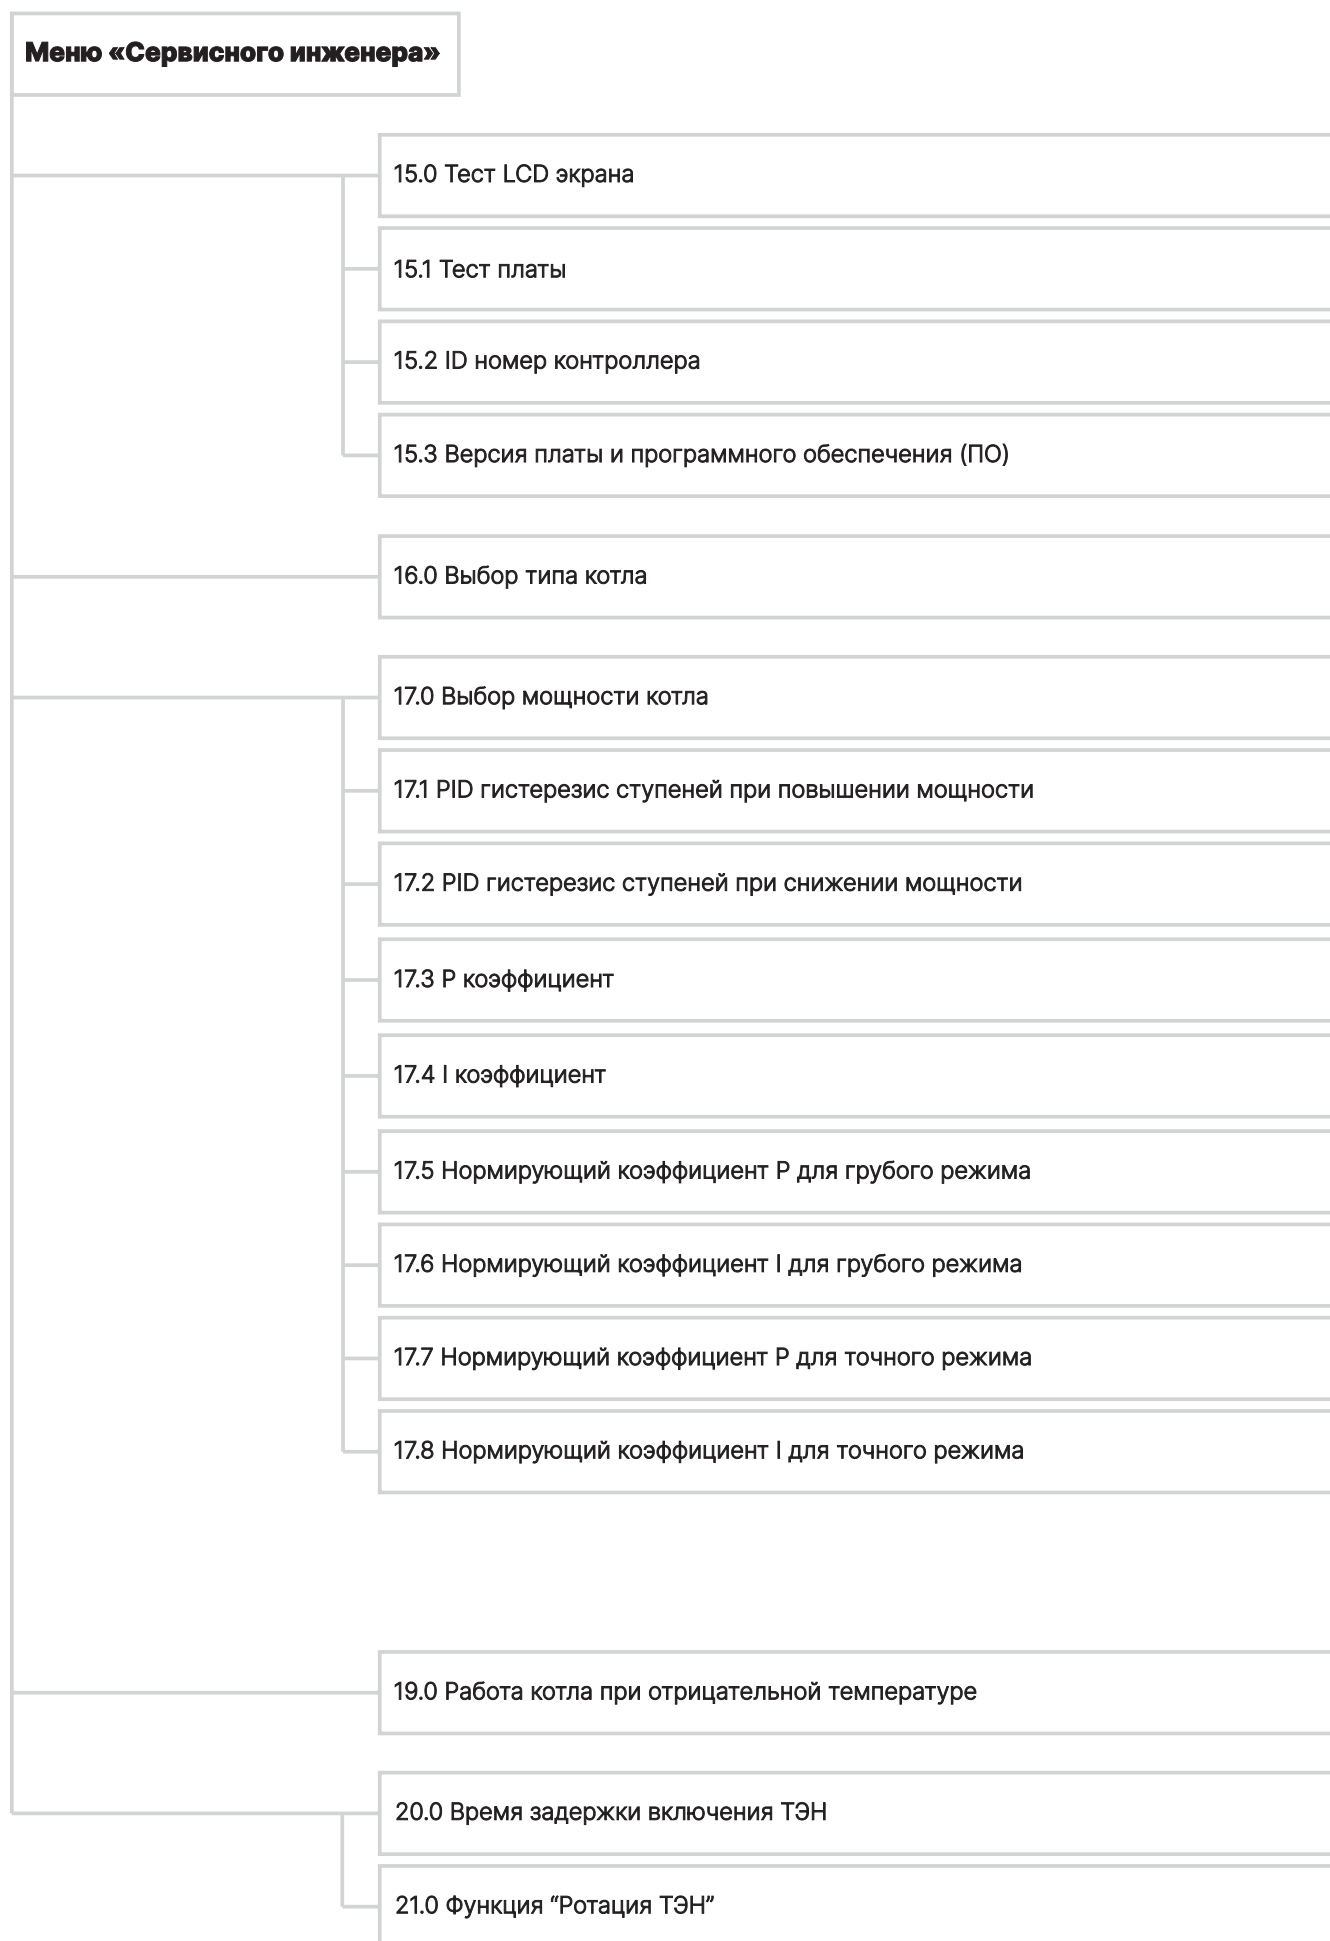 Меню «Сервисного инженера»
15.0 Тест LCD экрана
15.1 Тест платы
15.2 ID номер контроллера
15.3 Версия платы и программного обеспечения (ПО)
16.0 Выбор типа котла
17.0 Выбор мощности котла
17.1 PID гистерезис ступеней при повышении мощности
17.2 PID гистерезис ступеней при снижении мощности
17.3 P коэффициент
17.4 I коэффициент
17.5 Нормирующий коэффициент P для грубого режима
17.6 Нормирующий коэффициент I для грубого режима
17.7 Нормирующий коэффициент P для точного режима
17.8 Нормирующий коэффициент I для точного режима
19.0 Работа котла при отрицательной температуре
20.0 Время задержки включения ТЭН
21.0 Функция “Ротация ТЭН”